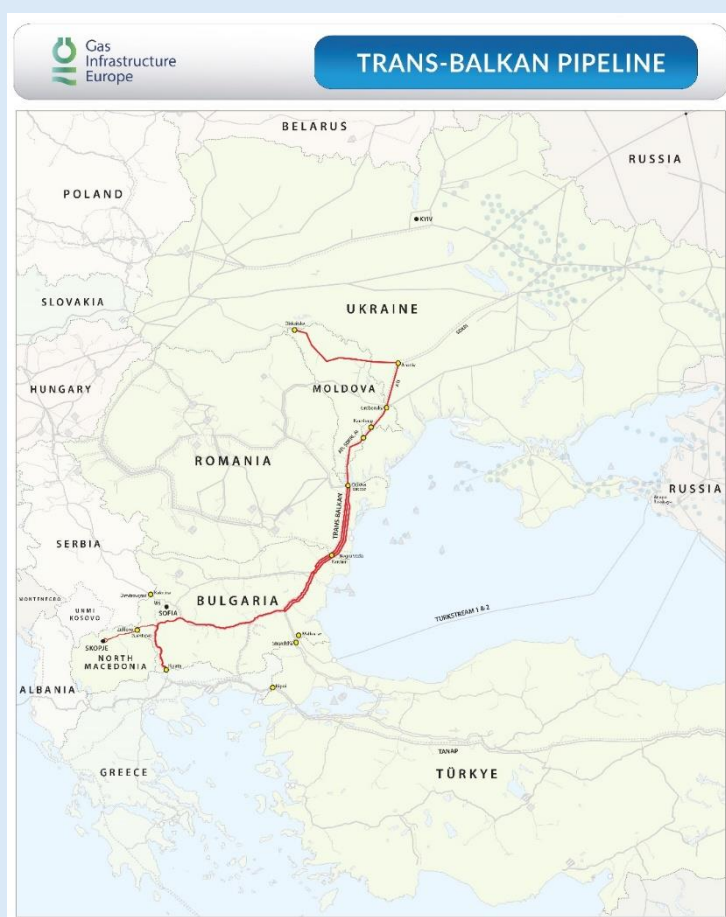 Gas
Infrastructure
Europe
TRANS-BALKAN PIPELINE
BELARUS
RUSSIA
POLAND
KYIV
SLOVAKIA
UKRAINE
HUNGARY
MOLDOVA
ROMANIA
TRANS-BALKAN
RUSSIA
SERBIA
MONTENEGRO
UNMI
KOSOVO
SOFIA
BULGARIA
TURKSTREAM 1 & 2
SKOPJE
NORTH
MACEDONIA
ALBANIA
TANAP
GREECE
TÜRKYE